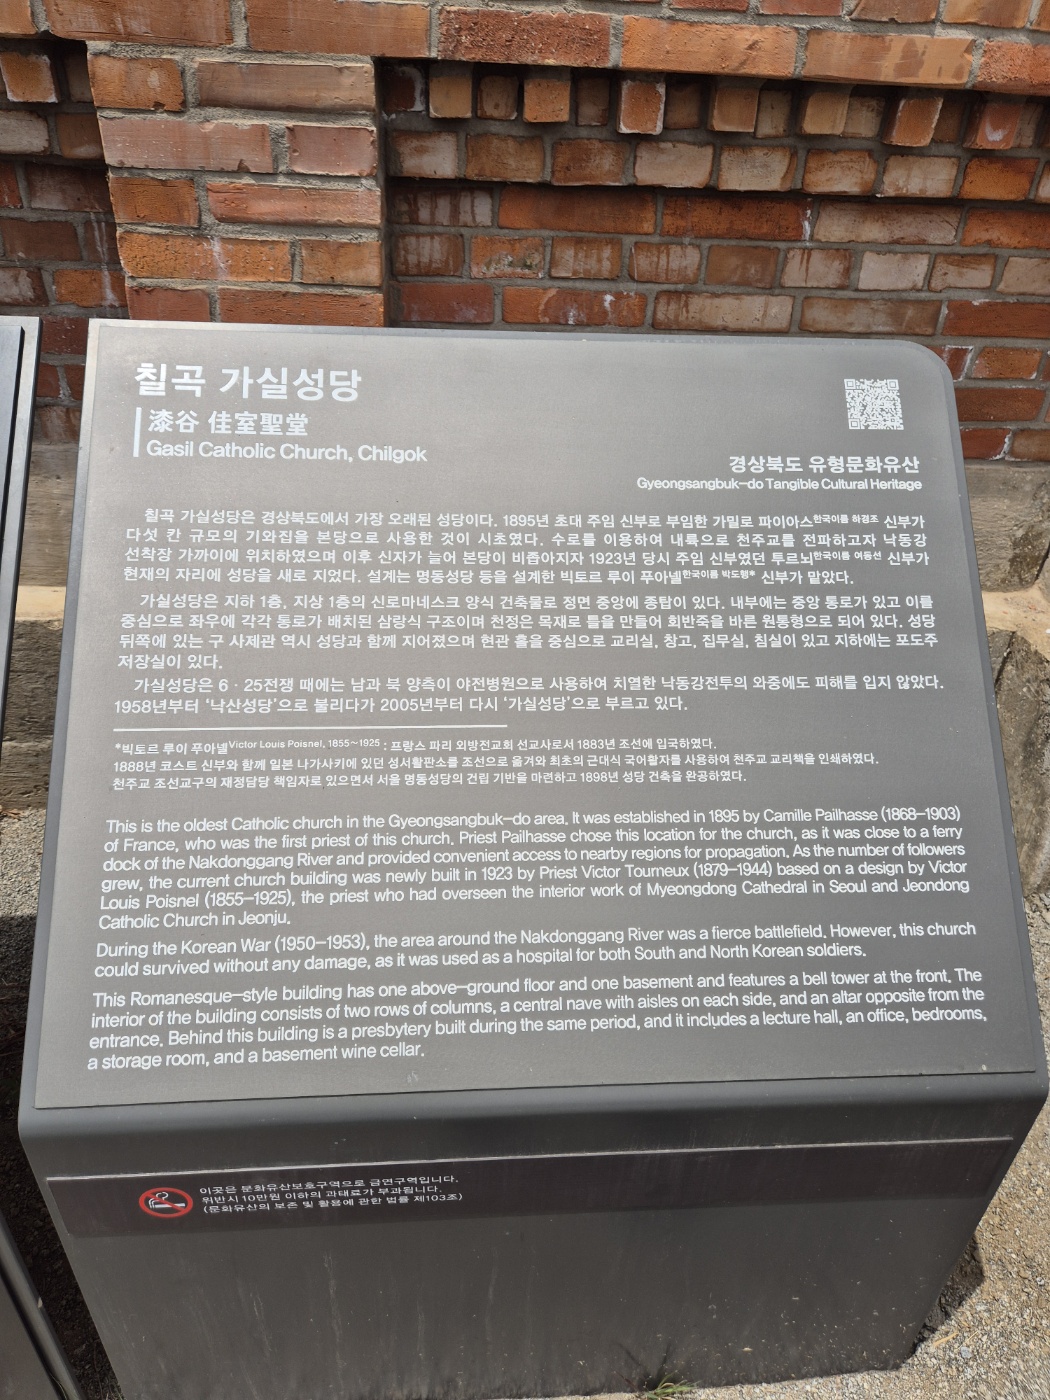 칠곡 가실성당
漆谷 佳室聖堂
Gasil Catholic Church, Chilgok
경상북도 유형문화유산
Gyeongsangbuk-do Tangible Cultural Heritage
칠곡 가실성당은 경상북도에서 가장 오래된 성당이다. 1895년 초대 주임 신부로 부임한 가밀로 파이아스한국이름 하경조 신부가
다섯 칸 규모의 기와집을 본당으로 사용한 것이 시초였다. 수로를 이용하여 내륙으로 천주교를 전파하고자 낙동강
선착장 가까이에 위치하였으며 이후 신자가 늘어 본당이 비좁아지자 1923년 당시 주임 신부였던 투르뇌한국이름 여동선 신부가
현재의 자리에 성당을 새로 지었다. 설계는 명동성당 등을 설계한 빅토르 루이 푸아넬한국이름 박도행* 신부가 맡았다.
가실성당은 지하 1층, 지상 1층의 신로마네스크 양식 건축물로 정면 중앙에 종탑이 있다. 내부에는 중앙 통로가 있고 이를
중심으로 좌우에 각각 통로가 배치된 삼랑식 구조이며 천정은 목재로 틀을 만들어 회반죽을 바른 원통형으로 되어 있다. 성당
뒤쪽에 있는 구 사제관 역시 성당과 함께 지어졌으며 현관 홀을 중심으로 교리실, 창고, 집무실, 침실이 있고 지하에는 포도주
저장실이 있다.
가실성당은 6·25전쟁 때에는 남과 북 양측이 야전병원으로 사용하여 치열한 낙동강전투의 와중에도 피해를 입지 않았다.
1958년부터 '낙산성당'으로 불리다가 2005년부터 다시 '가실성당'으로 부르고 있다.
*빅토르 루이 푸아넬Victor Louis Poisnel, 1855~1925 : 프랑스 파리 외방전교회 선교사로서 1883년 조선에 입국하였다.
1888년 코스트 신부와 함께 일본 나가사키에 있던 성서활판소를 조선으로 옮겨와 최초의 근대식 국어활자를 사용하여 천주교 교리책을 인쇄하였다.
천주교 조선교구의 재정담당 책임자로 있으면서 서울 명동성당의 건립 기반을 마련하고 1898년 성당 건축을 완공하였다.
This is the oldest Catholic church in the Gyeongsangbuk-do area. It was established in 1895 by Camille Pailhasse (1868-1903)
of France, who was the first priest of this church. Priest Pailhasse chose this location for the church, as it was close to a ferry
dock of the Nakdonggang River and provided convenient access to nearby regions for propagation. As the number of followers
grew, the current church building was newly built in 1923 by Priest Victor Tourneux (1879-1944) based on a design by Victor
Louis Poisnel (1855-1925), the priest who had overseen the interior work of Myeongdong Cathedral in Seoul and Jeondong
Catholic Church in Jeonju.
During the Korean War (1950-1953), the area around the Nakdonggang River was a fierce battlefield. However, this church
could survived without any damage, as it was used as a hospital for both South and North Korean soldiers.
This Romanesque-style building has one above-ground floor and one basement and features a bell tower at the front. The
interior of the building consists of two rows of columns, a central nave with aisles on each side, and an altar opposite from the
entrance. Behind this building is a presbytery built during the same period, and it includes a lecture hall, an office, bedrooms,
a storage room, and a basement wine cellar.
이곳은 문화유산보호구역으로 금연구역입니다.
위반시 10만원 이하의 과태료가 부과됩니다.
(문화유산의 보존 및 활용에 관한 법률 제103조)